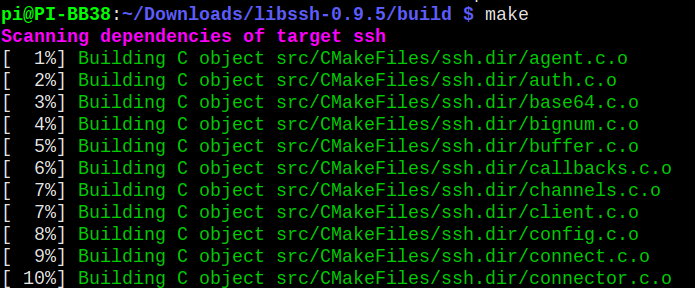 pi@PI-BB38:~/Downloads/libssh-0.9.5/build $ make
Scanning dependencies of target ssh
[  1%] Building C object src/CMakeFiles/ssh.dir/agent.c.o
[  2%] Building C object src/CMakeFiles/ssh.dir/auth.c.o
[  3%] Building C object src/CMakeFiles/ssh.dir/base64.c.o
[  4%] Building C object src/CMakeFiles/ssh.dir/bignum.c.o
[  5%] Building C object src/CMakeFiles/ssh.dir/buffer.c.o
[  6%] Building C object src/CMakeFiles/ssh.dir/callbacks.c.o
[  7%] Building C object src/CMakeFiles/ssh.dir/channels.c.o
[  7%] Building C object src/CMakeFiles/ssh.dir/client.c.o
[  8%] Building C object src/CMakeFiles/ssh.dir/config.c.o
[  9%] Building C object src/CMakeFiles/ssh.dir/connect.c.o
[ 10%] Building C object src/CMakeFiles/ssh.dir/connector.c.o